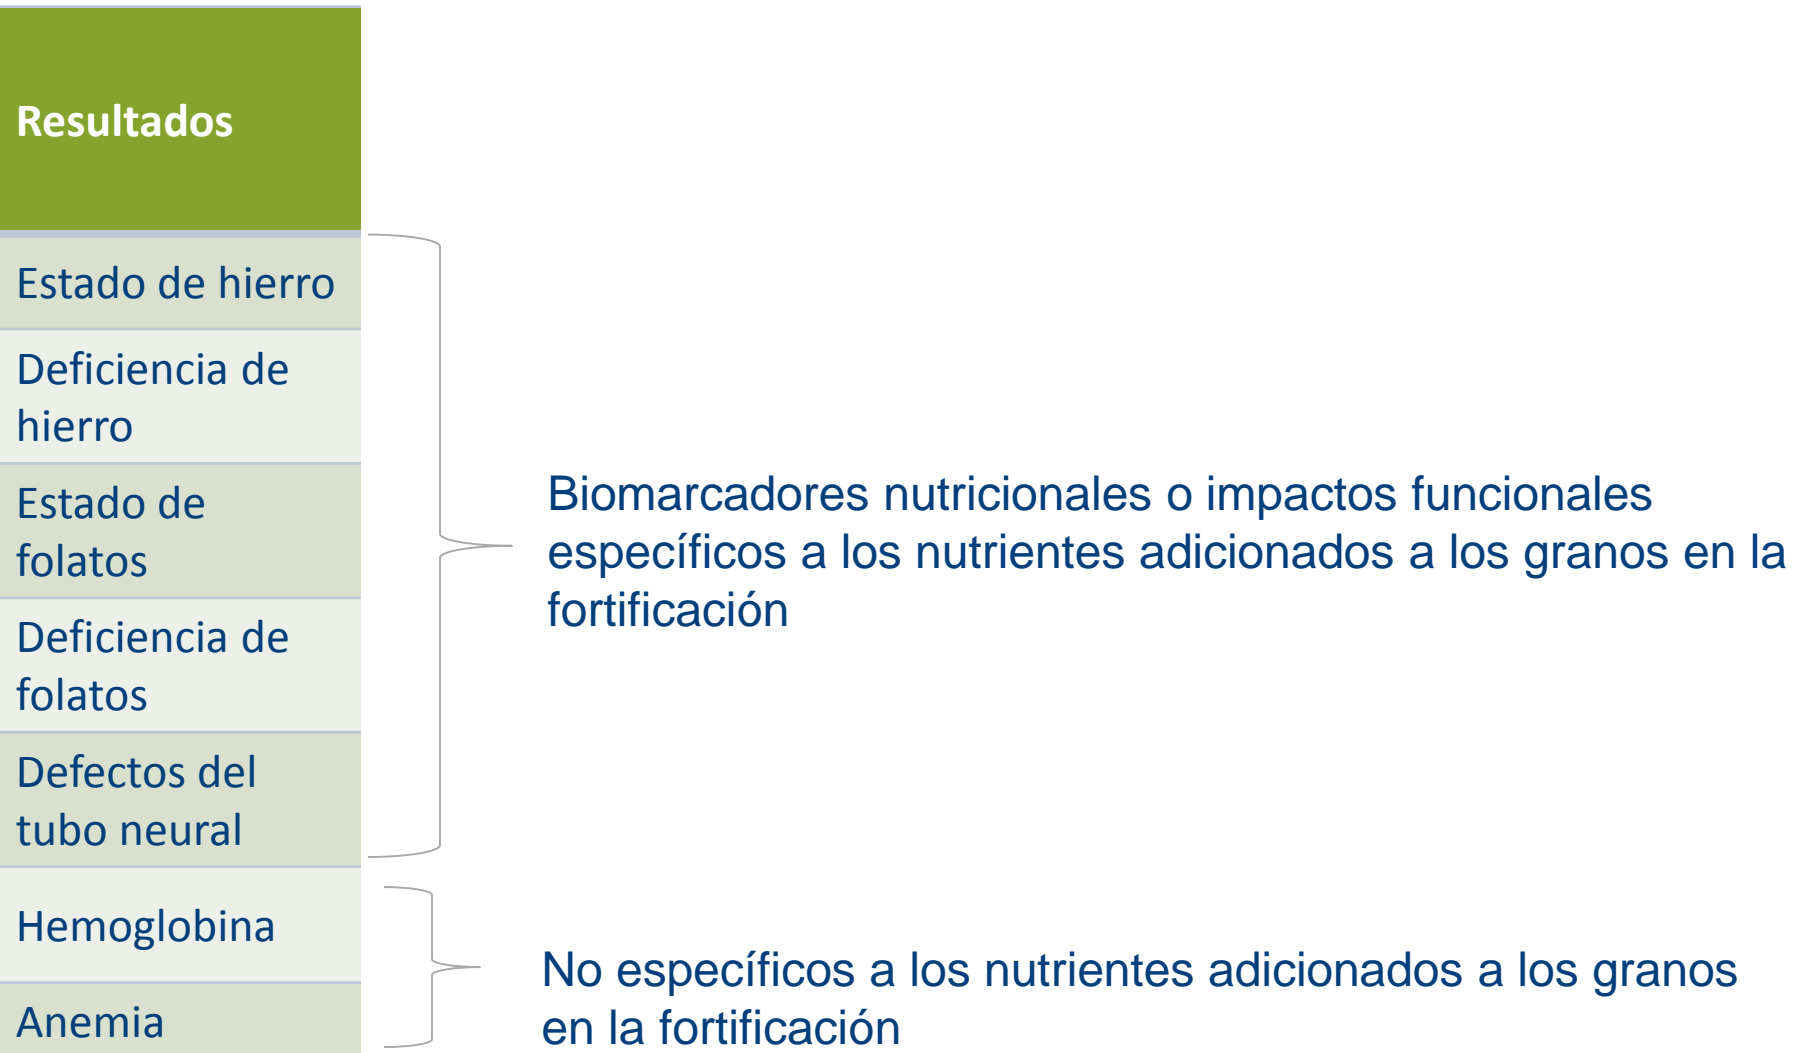 Resultados
Estado de hierro
Deficiencia de
hierro
Estado de
folatos
Deficiencia de
folatos
Defectos del
tubo neural
Hemoglobina
Anemia
Biomarcadores nutricionales o impactos funcionales
específicos a los nutrientes adicionados a los granos en la
fortificación
No específicos a los nutrientes adicionados a los granos
en la fortificación